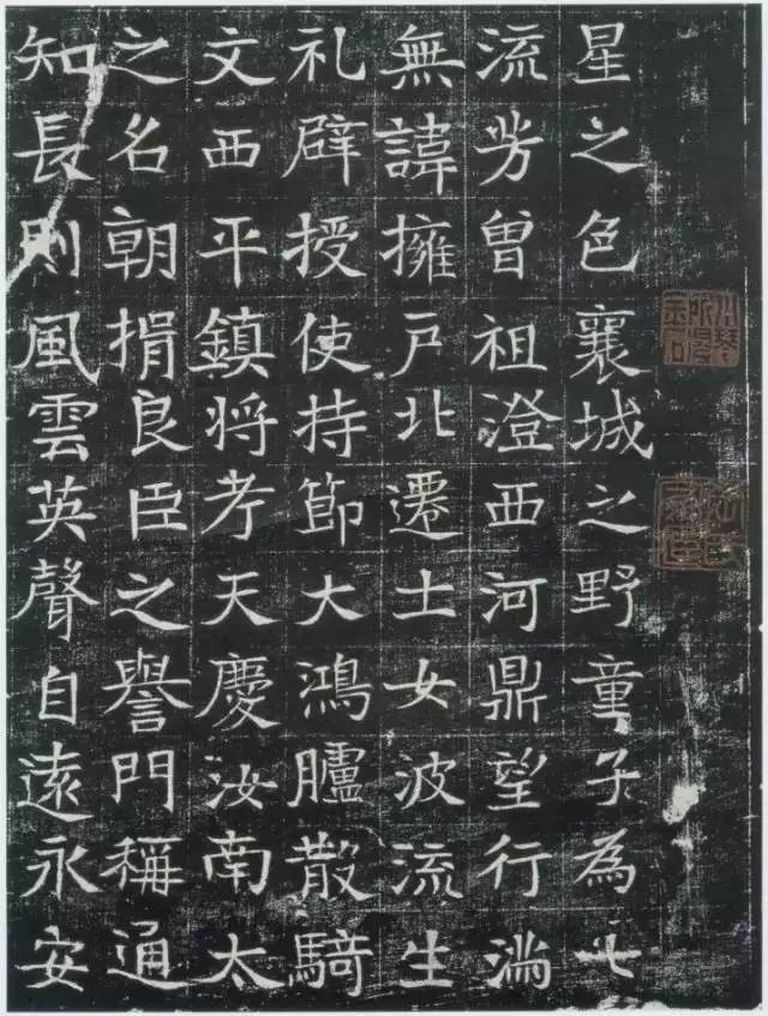 星之色襄城之野童子為
流芳曾祖澄西河鼎望行滿
無諱擁戶北遷士女波流生
礼辟授使持節大鴻臚散騎
文西平鎮将考天慶汝南太
之名朝捐良臣之譽門稱通
知長則風雲英聲自遠永安